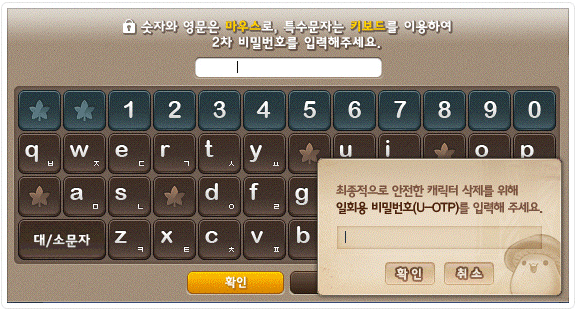 숫자와 영문은 마우스로, 특수문자는 키보드를 이용하여
2차 비밀번호를 입력해주세요.
1 2 3 4 5 6 7 8 9 0
q ㅂ w ㅈ e ㄷ r ㄱ t ㅅ y ㅛ u i o p
a ㅁ s ㄴ d ㅇ f ㄹ g
대/소문자 z ㅋ x ㅌ c ㅊ v ㅍ b
확인
최종적으로 안전한 캐릭터 삭제를 위해
일회용 비밀번호(U-OTP)를 입력해 주세요.
확인 취소